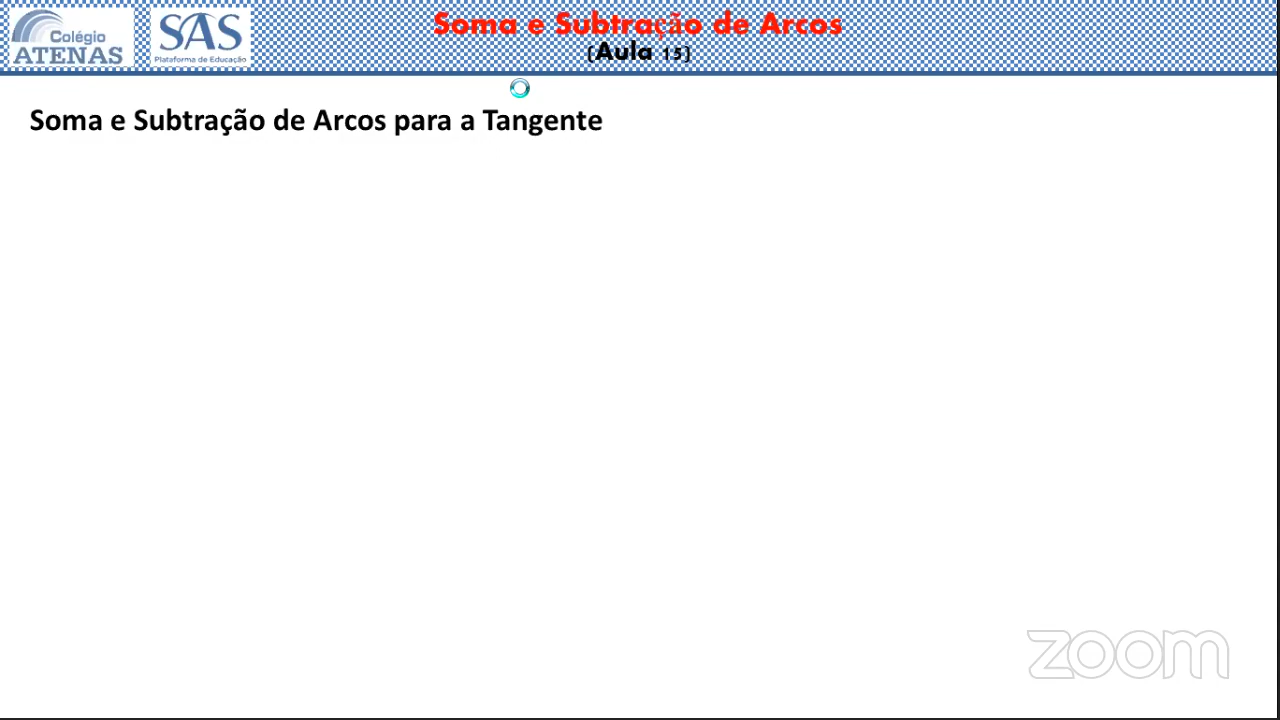 Colégio
ATENAS
SAS
Plataforma de Educação
Soma e Subtração de Arcos
(Aula 15)
Soma e Subtração de Arcos para a Tangente
zoom